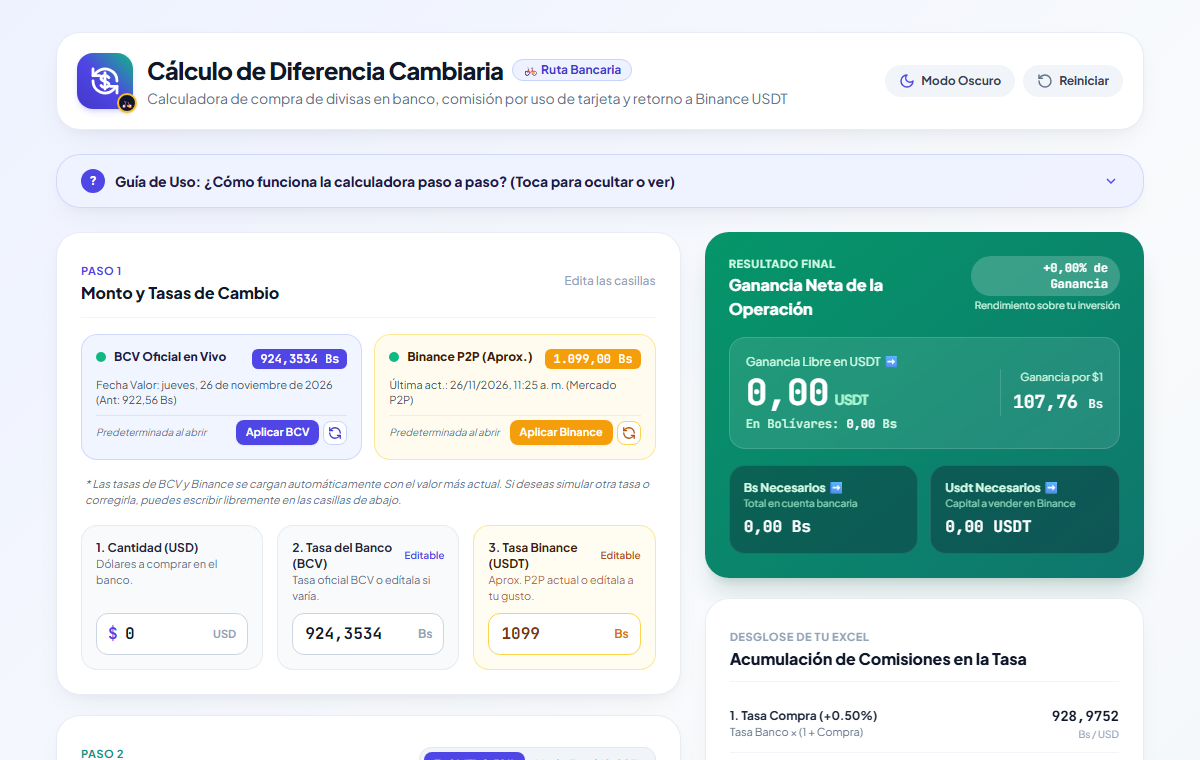 Cálculo de Diferencia Cambiaria
Ruta Bancaria
Calculadora de compra de divisas en banco, comisión por uso de tarjeta y retorno a Binance USDT
Modo Oscuro
Reiniciar
? Guía de Uso: ¿Cómo funciona la calculadora paso a paso? (Toca para ocultar o ver)
PASO 1
Monto y Tasas de Cambio
Edita las casillas
BCV Oficial en Vivo
924,3534 Bs
Fecha Valor: jueves, 26 de noviembre de 2026
(Ant: 922,56 Bs)
Predeterminada al abrir
Aplicar BCV
Binance P2P (Aprox.)
1.099,00 Bs
Última act.: 26/11/2026, 11:25 a. m. (Mercado
P2P)
Predeterminada al abrir
Aplicar Binance
* Las tasas de BCV y Binance se cargan automáticamente con el valor más actual. Si deseas simular otra tasa o
corregirla, puedes escribir libremente en las casillas de abajo.
1. Cantidad (USD)
Dólares a comprar en el
banco.
$ 0 USD
2. Tasa del Banco
(BCV)
Editable
Tasa oficial BCV o edítala si
varía.
924,3534 Bs
3. Tasa Binance
(USDT)
Editable
Aprox. P2P actual o edítala a
tu gusto.
1099 Bs
PASO 2
RESULTADO FINAL
Ganancia Neta de la
Operación
+0,00% de
Ganancia
Rendimiento sobre tu inversión
Ganancia Libre en USDT
0,00 USDT
En Bolívares: 0,00 Bs
Ganancia por $1
107,76 Bs
Bs Necesarios
Total en cuenta bancaria
0,00 Bs
Usdt Necesarios
Capital a vender en Binance
0,00 USDT
DESGLOSE DE TU EXCEL
Acumulación de Comisiones en la Tasa
1. Tasa Compra (+0.50%)
928,9752
Tasa Banco × (1 + Compra)
Bs / USD